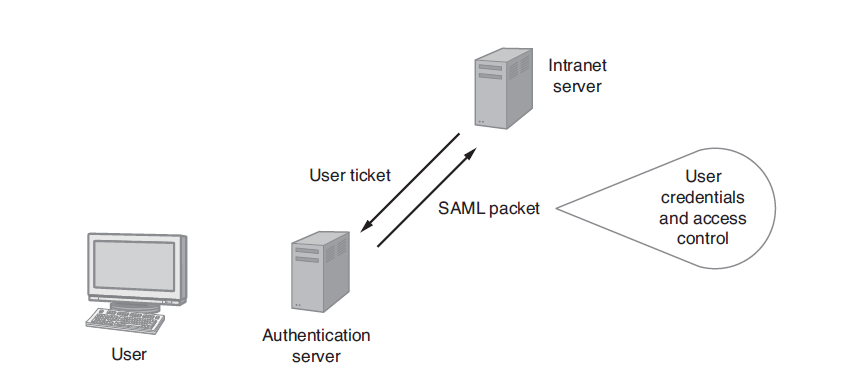 Intranet
server
User ticket
SAML packet
User
credentials
and access
control
Authentication
server
User